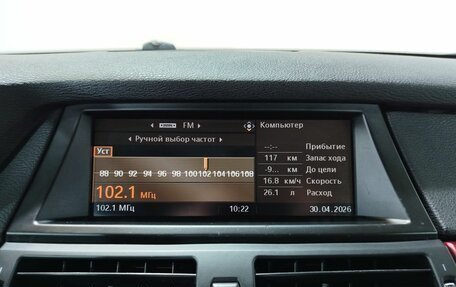 FM
Ручной выбор частот
Уст
88 90 92 94 96 98 100 102 104 106 108
102.1 МГц
102.1 МГц 10:22
Компьютер
--:-- Прибытие
117 км Запас хода
-9... км До цели
16.8 км/ч Скорость
26.1 л Расход
30.04.2026